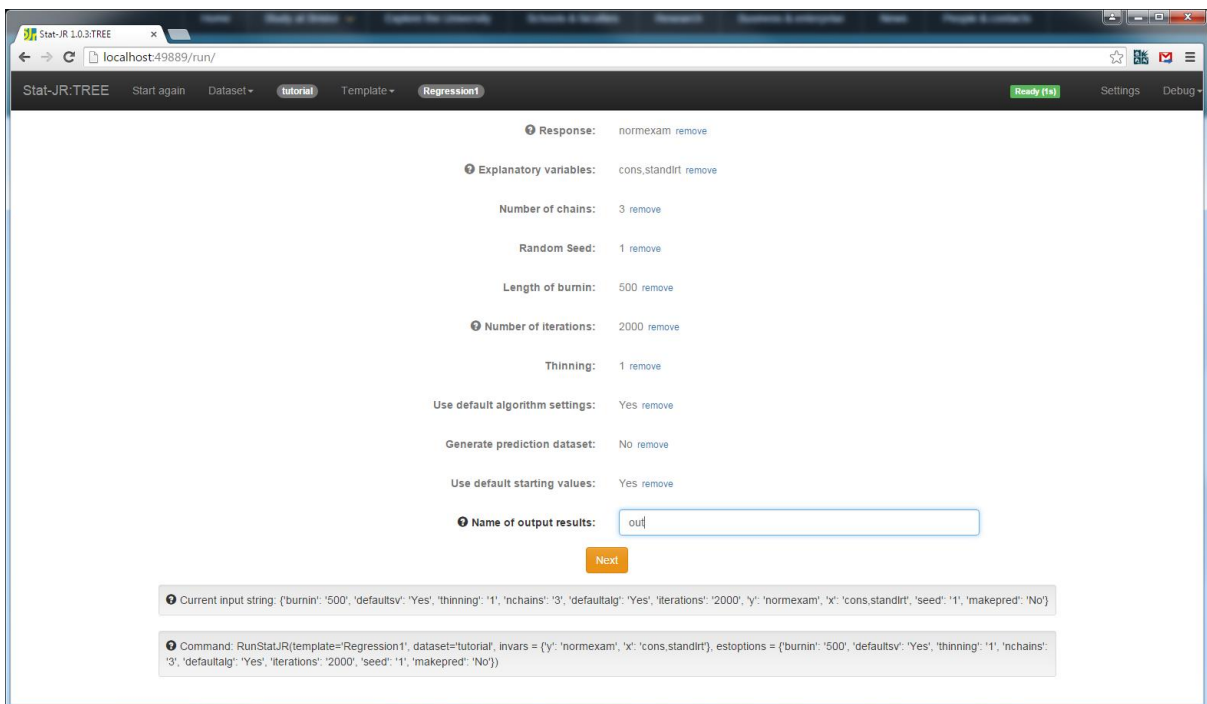 Stat-JR 1.0.3:TREE
localhost:49889/run/
Stat-JR:TREE Start again Dataset tutorial Template Regression1 Ready (1s) Settings Debug
Response: normexam remove
Explanatory variables: cons,standlrt remove
Number of chains: 3 remove
Random Seed: 1 remove
Length of burnin: 500 remove
Number of iterations: 2000 remove
Thinning: 1 remove
Use default algorithm settings: Yes remove
Generate prediction dataset: No remove
Use default starting values: Yes remove
Name of output results: out
Next
Current input string: {'burnin': '500', 'defaultsv': 'Yes', 'thinning': '1', 'nchains': '3', 'defaultalg': 'Yes', 'iterations': '2000', 'y': 'normexam', 'x': 'cons,standlrt', 'seed': '1', 'makepred': 'No'}
Command: RunStatJR(template='Regression1', dataset='tutorial', invars = {'y': 'normexam', 'x': 'cons,standlrt'}, estoptions = {'burnin': '500', 'defaultsv': 'Yes', 'thinning': '1', 'nchains':
'3', 'defaultalg': 'Yes', 'iterations': '2000', 'seed': '1', 'makepred': 'No'})